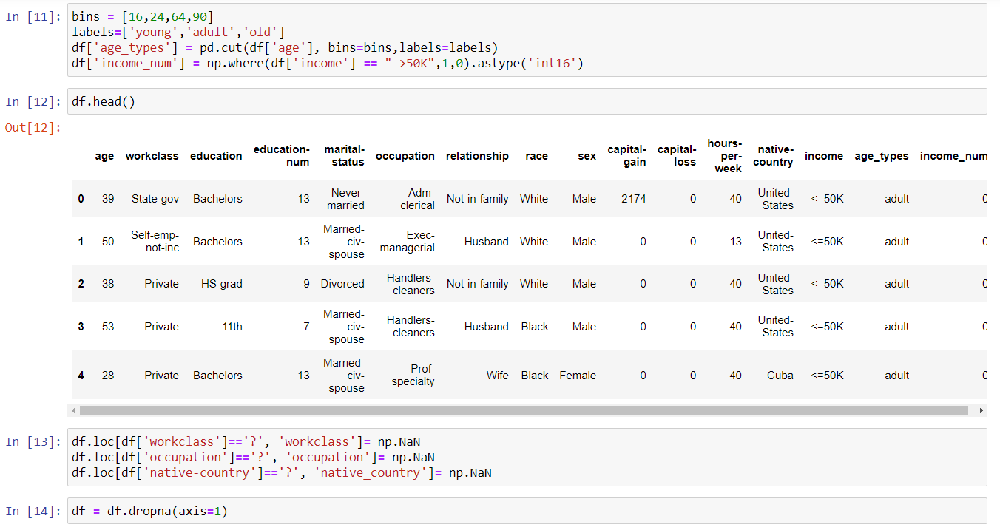 In [11]: bins = [16,24,64,90]
labels=['young','adult','old']
df['age_types'] = pd.cut(df['age'], bins=bins,labels=labels)
df['income_num'] = np.where(df['income'] == " >50K",1,0).astype('int16')
In [12]: df.head()
Out[12]:
age workclass education education-num marital-status occupation relationship race sex capital-gain capital-loss hours-per-week native-country income age_types income_num
0 39 State-gov Bachelors 13 Never-married Adm-clerical Not-in-family White Male 2174 0 40 United-States <=50K adult 0
1 50 Self-emp-not-inc Bachelors 13 Married-civ-spouse Exec-managerial Husband White Male 0 0 13 United-States <=50K adult 0
2 38 Private HS-grad 9 Divorced Handlers-cleaners Not-in-family White Male 0 0 40 United-States <=50K adult 0
3 53 Private 11th 7 Married-civ-spouse Handlers-cleaners Husband Black Male 0 0 40 United-States <=50K adult 0
4 28 Private Bachelors 13 Married-civ-spouse Prof-specialty Wife Black Female 0 0 40 Cuba <=50K adult 0
In [13]: df.loc[df['workclass']=='?', 'workclass']= np.NaN
df.loc[df['occupation']=='?', 'occupation']= np.NaN
df.loc[df['native-country']=='?', 'native_country']= np.NaN
In [14]: df = df.dropna(axis=1)